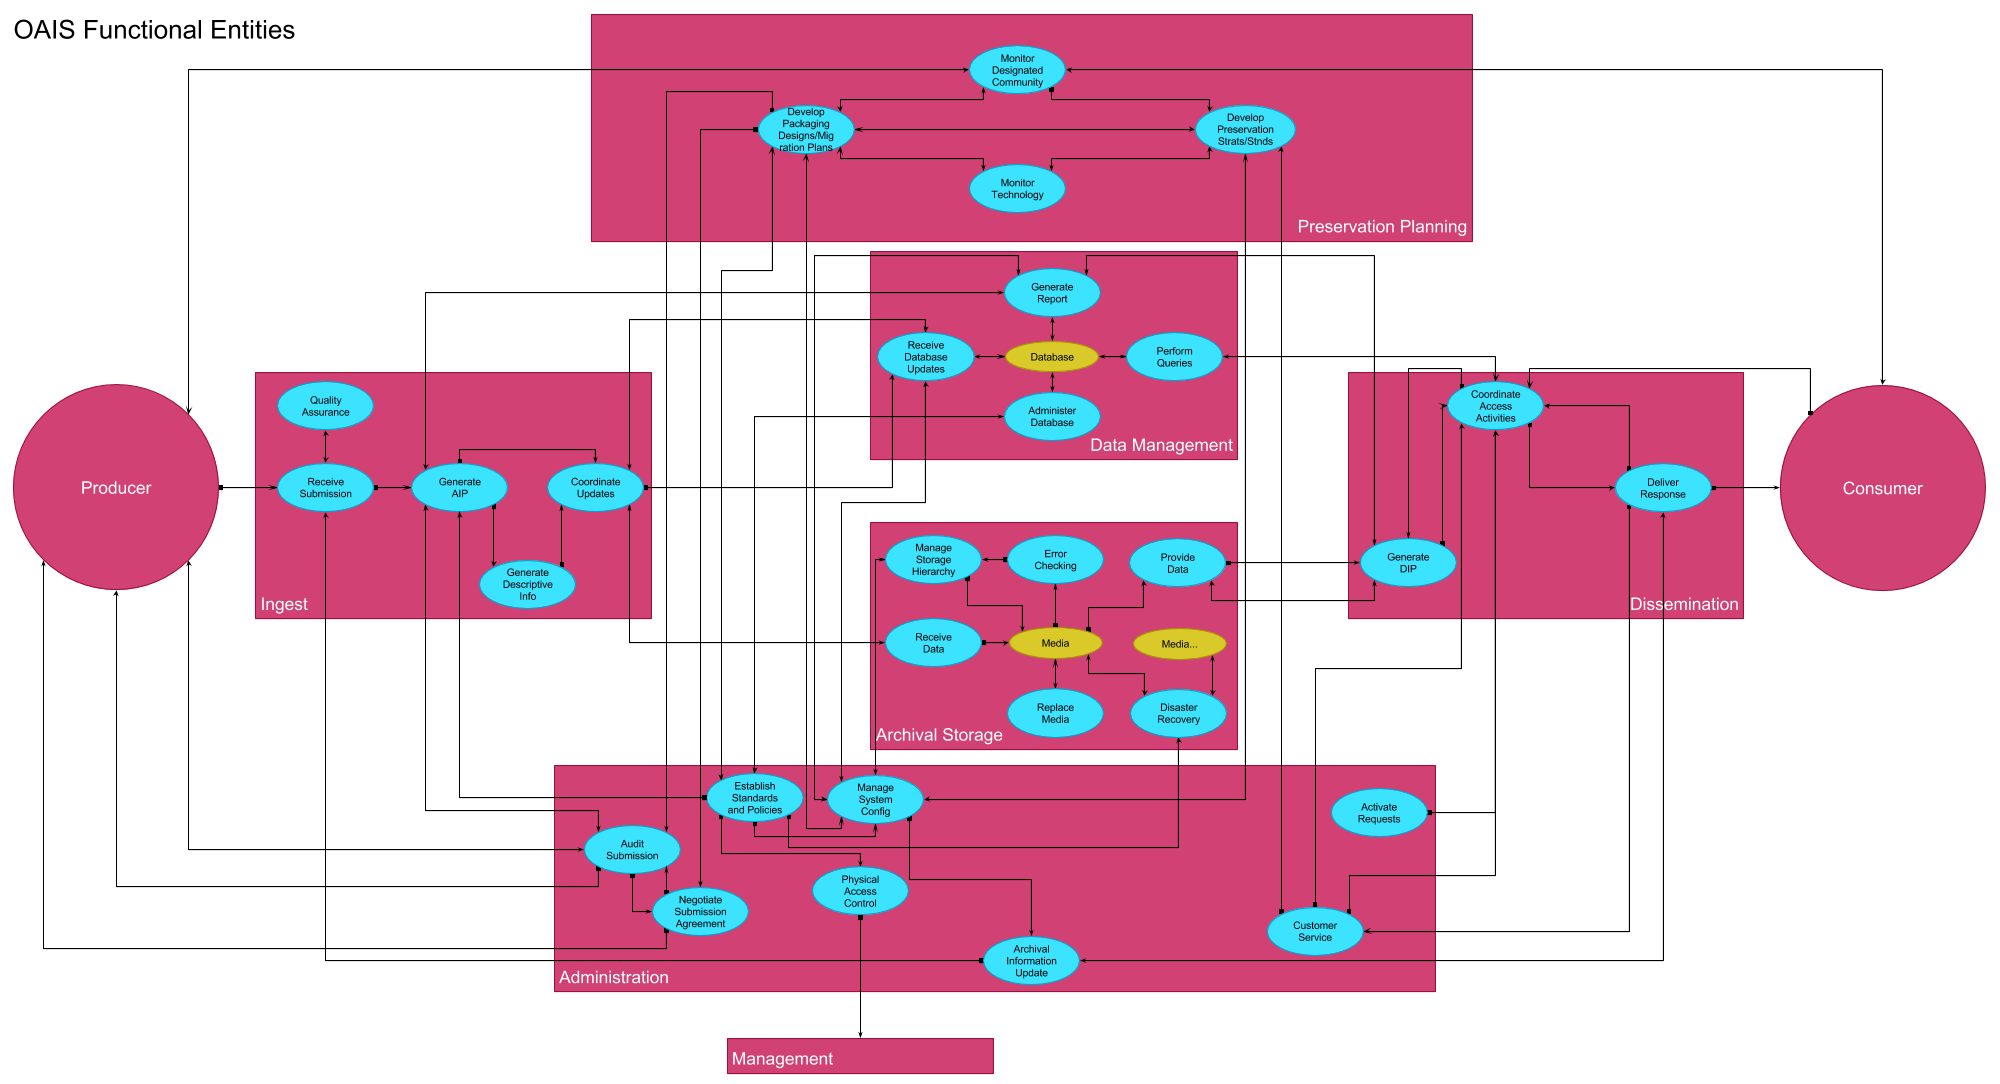 OAIS Functional Entities
Monitor
Designated
Community
Develop
Packaging
Designs/Mig
ration Plans
Develop
Preservation
Strats/Stnds
Monitor
Technology
Preservation Planning
Generate
Report
Receive
Database
Updates
Database
Perform
Queries
Administer
Database
Data Management
Producer
Quality
Assurance
Receive
Submission
Generate
AIP
Coordinate
Updates
Generate
Descriptive
Info
Ingest
Coordinate
Access
Activities
Deliver
Response
Generate
DIP
Dissemination
Consumer
Manage
Storage
Hierarchy
Error
Checking
Provide
Data
Receive
Data
Media
Media...
Replace
Media
Disaster
Recovery
Archival Storage
Establish
Standards
and Policies
Manage
System
Config
Activate
Requests
Audit
Submission
Negotiate
Submission
Agreement
Physical
Access
Control
Customer
Service
Archival
Information
Update
Administration
Management